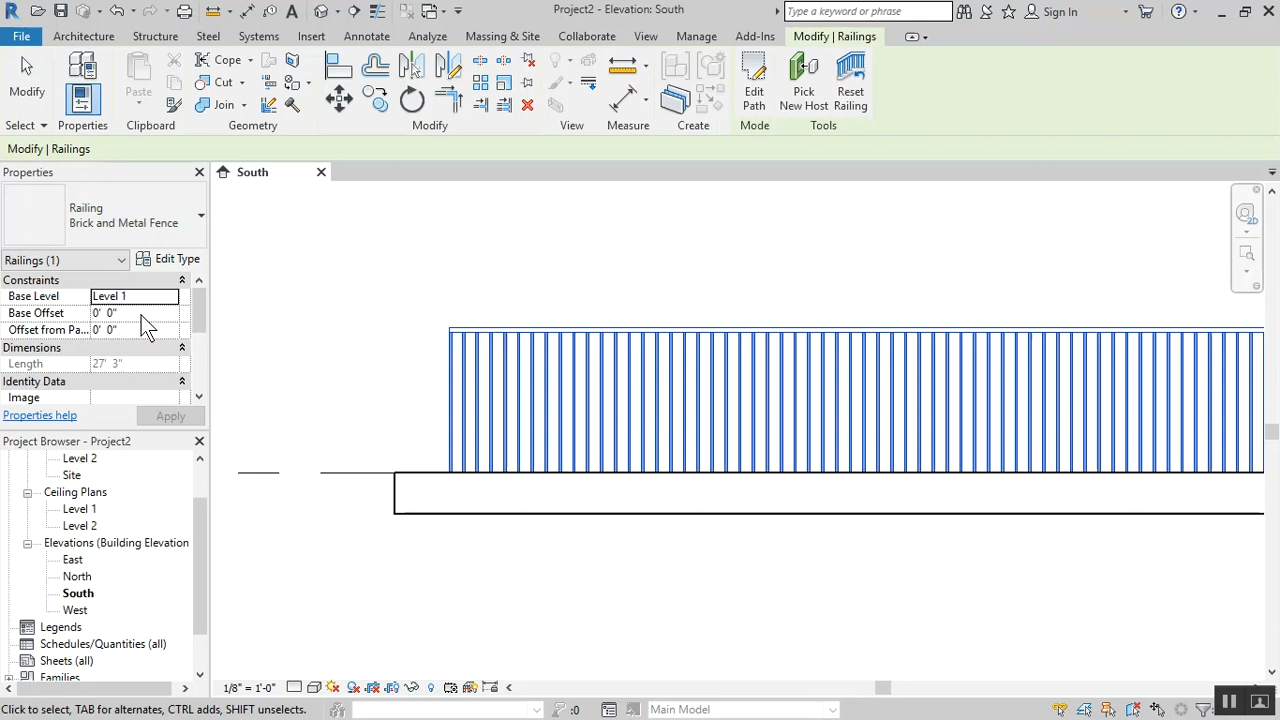 Project2 - Elevation: South
Type a keyword or phrase
Sign In
File
Architecture
Structure
Steel
Systems
Insert
Annotate
Analyze
Massing & Site
Collaborate
View
Manage
Add-Ins
Modify | Railings
Modify
Properties
Paste
Cope
Cut
Join
Edit
Path
Pick
New Host
Reset
Railing
Select
Properties
Clipboard
Geometry
Modify
View
Measure
Create
Mode
Tools
Modify | Railings
Properties
South
Railing
Brick and Metal Fence
Railings (1)
Edit Type
Constraints
Base Level
Level 1
Base Offset
0'  0"
Offset from Pa...
0'  0"
Dimensions
Length
27'  3"
Identity Data
Image
Properties help
Apply
Project Browser - Project2
Level 2
Site
Ceiling Plans
Level 1
Level 2
Elevations (Building Elevation
East
North
South
West
Legends
Schedules/Quantities (all)
Sheets (all)
Families
2D
1/8" = 1'-0"
Click to select, TAB for alternates, CTRL adds, SHIFT unselects.
:0
Main Model